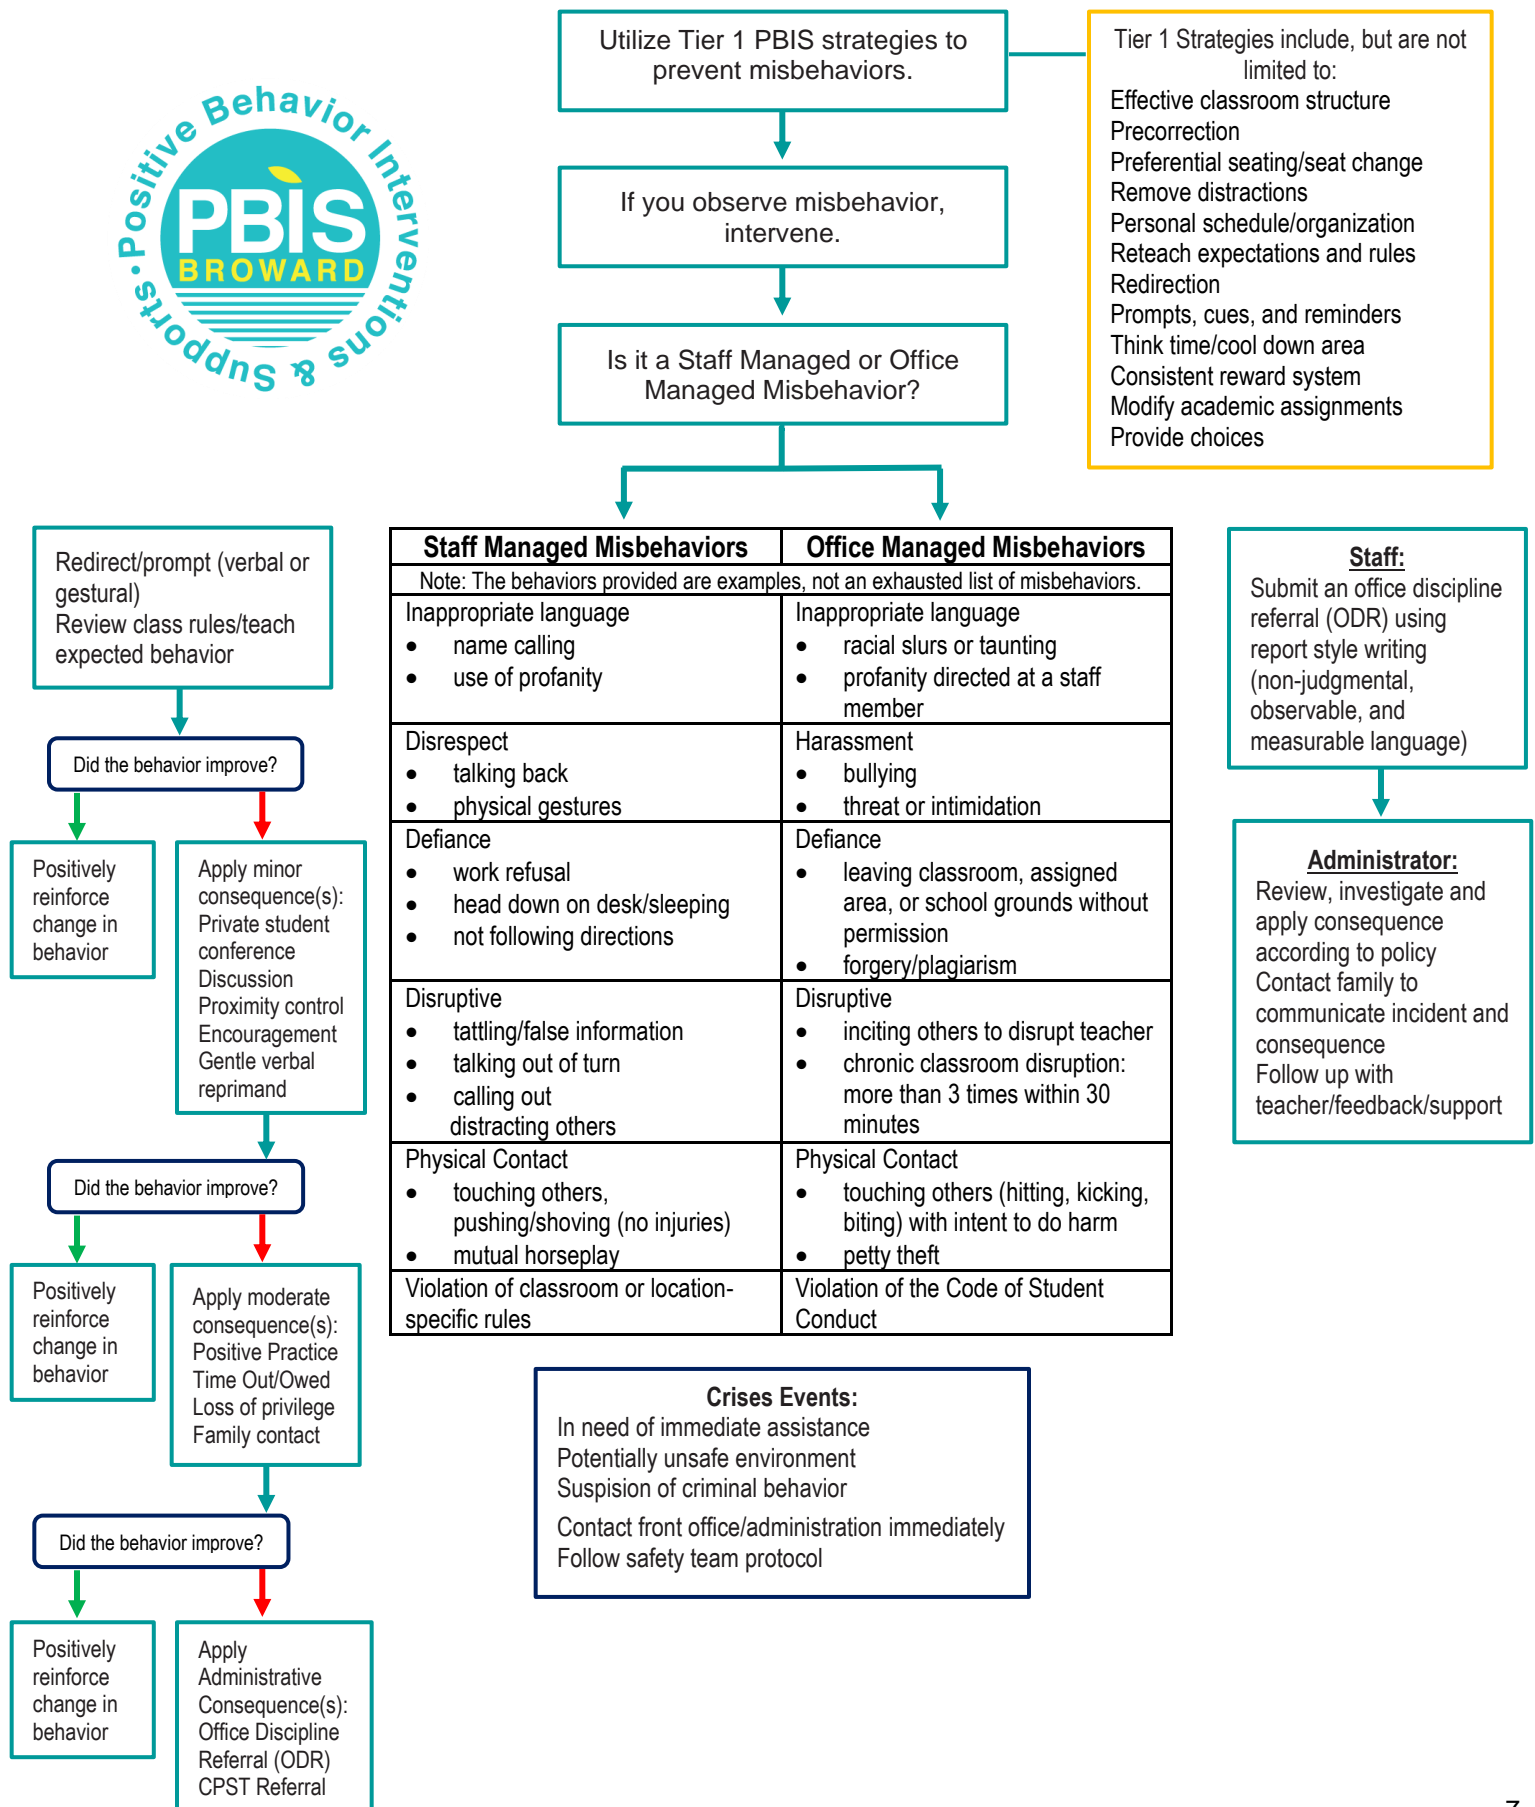 Utilize Tier 1 PBIS strategies to
prevent misbehaviors.
Tier 1 Strategies include, but are not
limited to:
Effective classroom structure
Precorrection
Preferential seating/seat change
Remove distractions
Personal schedule/organization
Reteach expectations and rules
Redirection
Prompts, cues, and reminders
Think time/cool down area
Consistent reward system
Modify academic assignments
Provide choices
Positive Behavior Interventions & Supports •
PBIS
BROWARD
If you observe misbehavior,
intervene.
Is it a Staff Managed or Office
Managed Misbehavior?
Redirect/prompt (verbal or
gestural)
Review class rules/teach
expected behavior
Did the behavior improve?
Positively
reinforce
change in
behavior
Apply minor
consequence(s):
Private student
conference
Discussion
Proximity control
Encouragement
Gentle verbal
reprimand
Did the behavior improve?
Positively
reinforce
change in
behavior
Apply moderate
consequence(s):
Positive Practice
Time Out/Owed
Loss of privilege
Family contact
Did the behavior improve?
Positively
reinforce
change in
behavior
Apply
Administrative
Consequence(s):
Office Discipline
Referral (ODR)
CPST Referral
Staff Managed Misbehaviors
Office Managed Misbehaviors
Note: The behaviors provided are examples, not an exhausted list of misbehaviors.
Inappropriate language
• name calling
• use of profanity
Inappropriate language
• racial slurs or taunting
• profanity directed at a staff
member
Disrespect
• talking back
• physical gestures
Harassment
• bullying
• threat or intimidation
Defiance
• work refusal
• head down on desk/sleeping
• not following directions
Defiance
• leaving classroom, assigned
area, or school grounds without
permission
• forgery/plagiarism
Disruptive
• tattling/false information
• talking out of turn
• calling out
distracting others
Disruptive
• inciting others to disrupt teacher
• chronic classroom disruption:
more than 3 times within 30
minutes
Physical Contact
• touching others,
pushing/shoving (no injuries)
• mutual horseplay
Physical Contact
• touching others (hitting, kicking,
biting) with intent to do harm
• petty theft
Violation of classroom or location-
specific rules
Violation of the Code of Student
Conduct
Staff:
Submit an office discipline
referral (ODR) using
report style writing
(non-judgmental,
observable, and
measurable language)
Administrator:
Review, investigate and
apply consequence
according to policy
Contact family to
communicate incident and
consequence
Follow up with
teacher/feedback/support
Crises Events:
In need of immediate assistance
Potentially unsafe environment
Suspision of criminal behavior
Contact front office/administration immediately
Follow safety team protocol